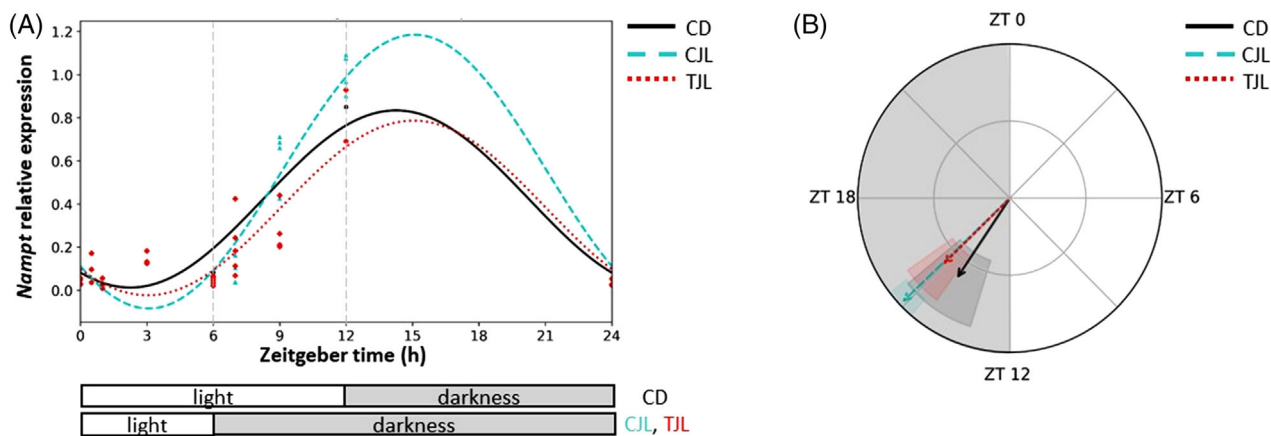 (A)
Nampt relative expression
1.2
1.0
0.8
0.6
0.4
0.2
0.0
0 3 6 9 12 15 18 21 24
Zeitgeber time (h)
CD
CJL
TJL
light darkness CD
light darkness CJL, TJL
(B)
ZT 0
ZT 6
ZT 12
ZT 18
CD
CJL
TJL